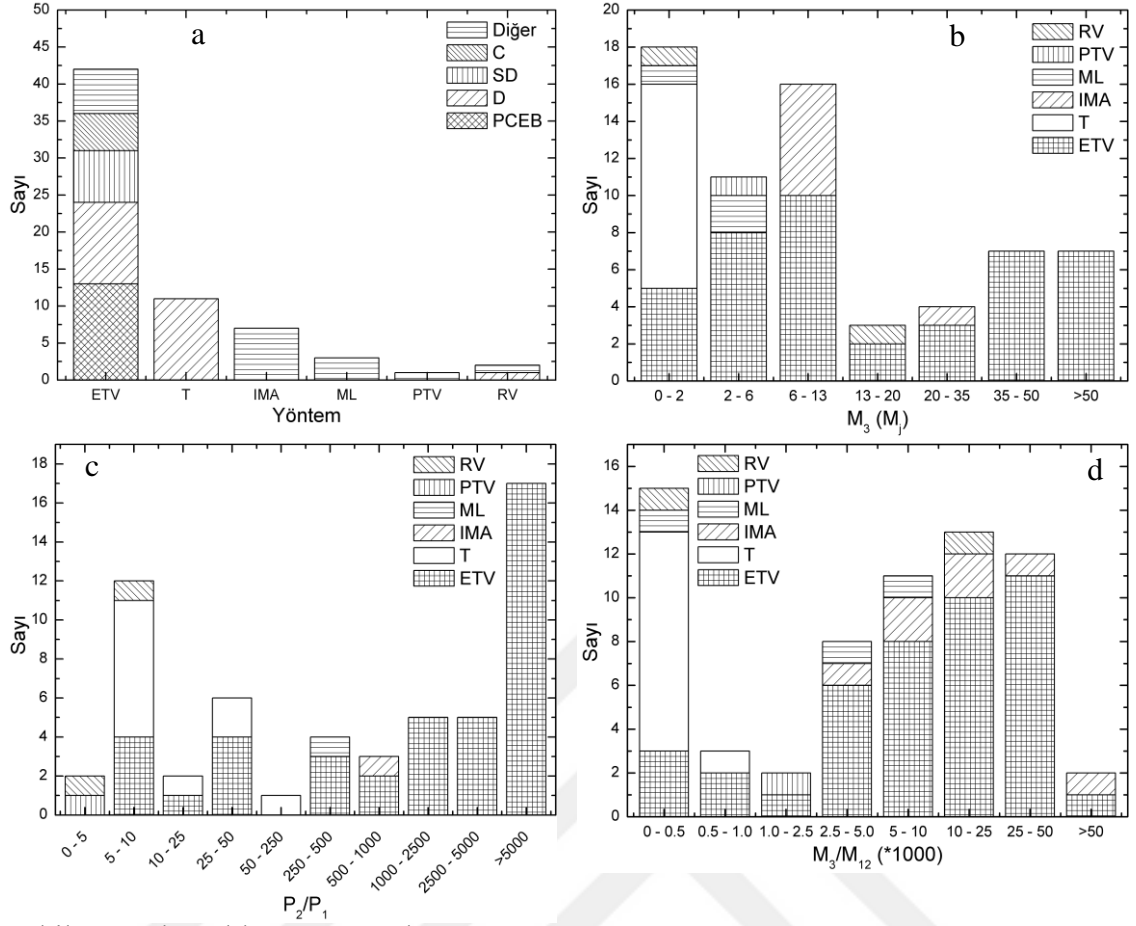 a
50
45
40
35
30
25
20
15
10
5
0
Sayı
Diğer
C
SD
D
PCEB
ETV T IMA ML PTV RV
Yöntem
b
20
18
16
14
12
10
8
6
4
2
0
Sayı
RV
PTV
ML
IMA
T
ETV
0 - 2 2 - 6 6 - 13 13 - 20 20 - 35 35 - 50 >50
M3 (Mj)
c
18
16
14
12
10
8
6
4
2
0
Sayı
RV
PTV
ML
IMA
T
ETV
0 - 5 5 - 10 10 - 25 25 - 50 50 - 250 250 - 500 500 - 1000 1000 - 2500 2500 - 5000 >5000
P2/P1
d
16
14
12
10
8
6
4
2
0
Sayı
RV
PTV
ML
IMA
T
ETV
0 - 0.5 0.5 - 1.0 1.0 - 2.5 2.5 - 5.0 5 - 10 10 - 25 25 - 50 >50
M3/M12 (*1000)